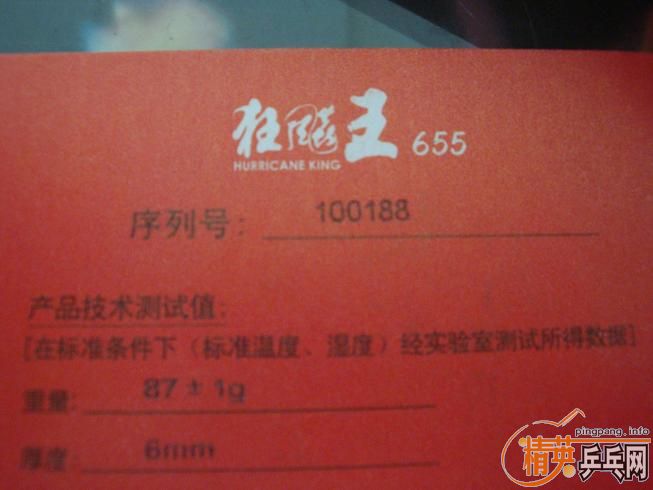 狂飚王 655
HURRICANE KING
序列号: 100188
产品技术测试值:
[在标准条件下（标准温度、湿度）经实验室测试所得数据]
重量: 87±1g
厚度: 6mm
pingpang.info
精英乒乓网